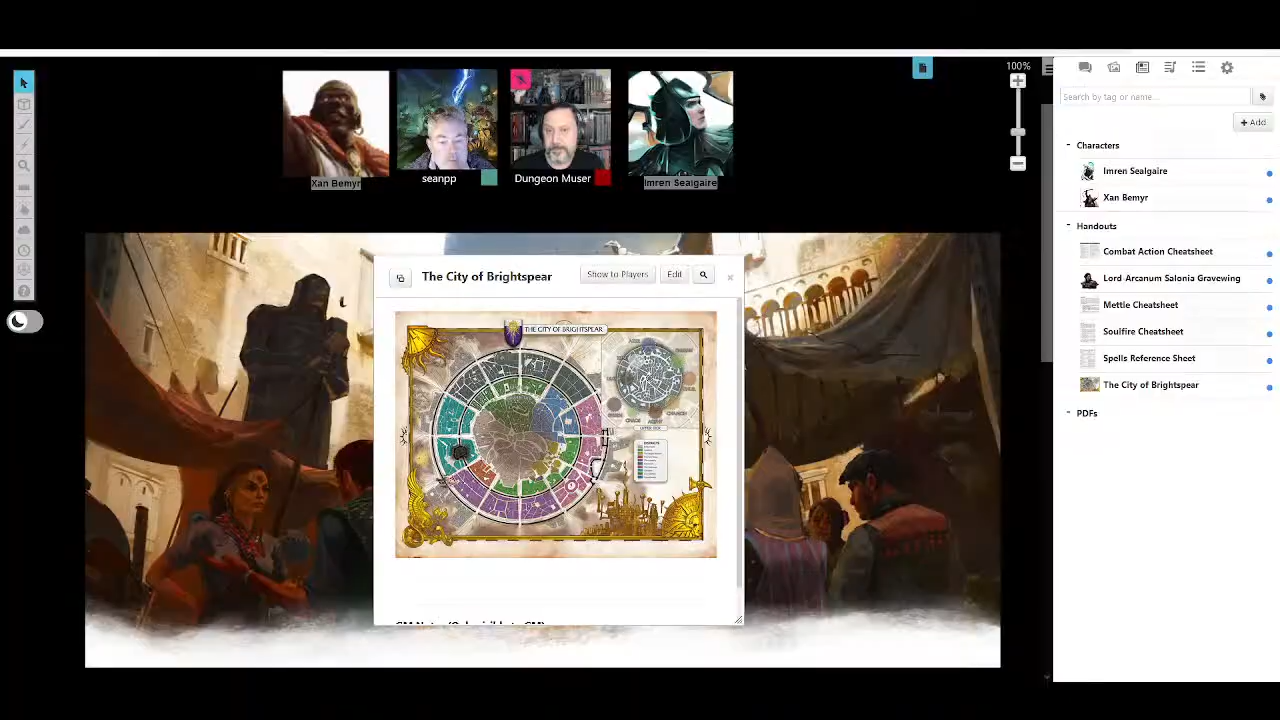 100%
Search by tag or name...
+ Add
Xan Bemyr
seanpp
Dungeon Muser
Imren Sealgaire
Characters
Imren Sealgaire
Xan Bemyr
Handouts
Combat Action Cheatsheet
Lord-Arcanum Salonia Gravewing
Mettle Cheatsheet
Soulfire Cheatsheet
Spells Reference Sheet
The City of Brightspear
PDFs
The City of Brightspear
Show to Players
Edit
THE CITY OF BRIGHTSPEAR
DISTRICTS